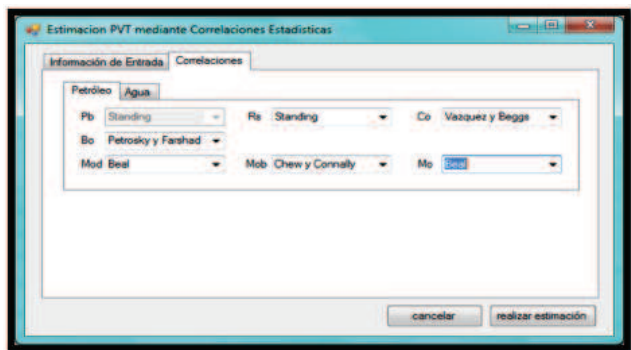 Estimacion PVT mediante Correlaciones Estadisticas
Información de Entrada Correlaciones
Petróleo Agua
Pb Standing Rs Standing Co Vazquez y Beggs
Bo Petrosky y Farshad
Mod Beal Mob Chew y Connally Mo Beal
cancelar realizar estimación